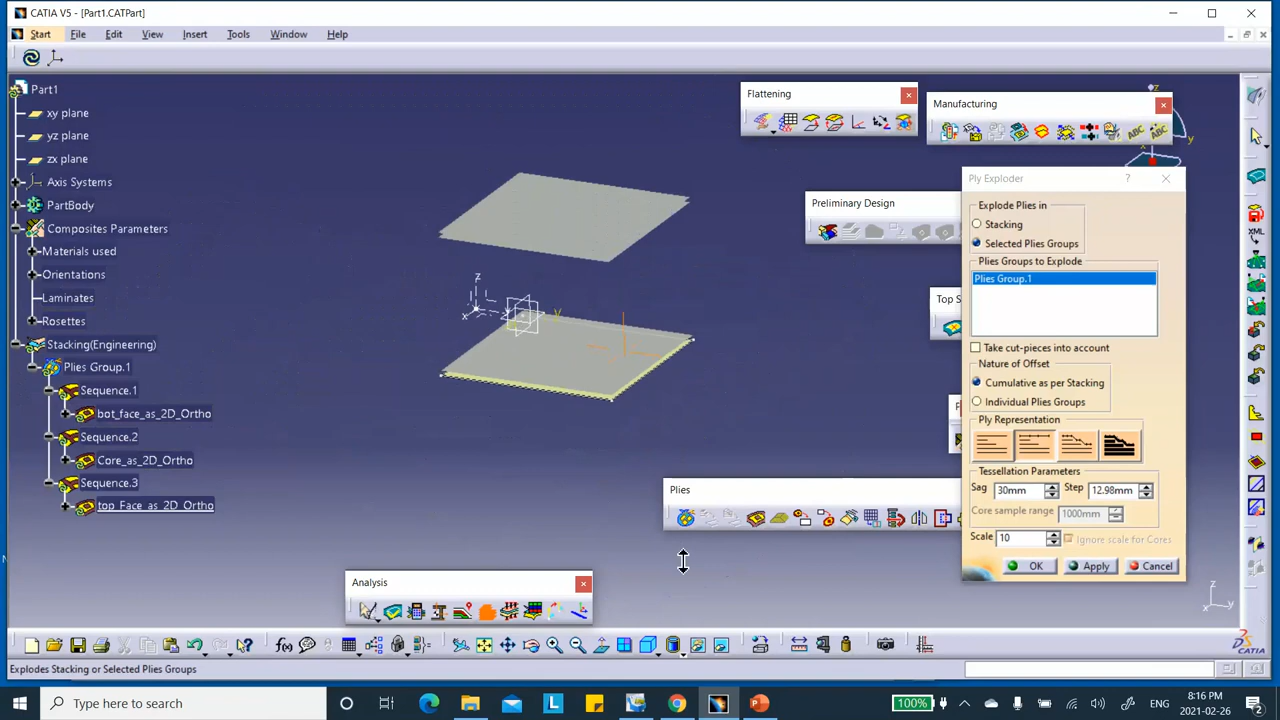 CATIA V5 - [Part1.CATPart]
Start File Edit View Insert Tools Window Help
Part1
xy plane
yz plane
zx plane
Axis Systems
PartBody
Composites Parameters
Materials used
Orientations
Laminates
Rosettes
Stacking(Engineering)
Plies Group.1
Sequence.1
bot_face_as_2D_Ortho
Sequence.2
Core_as_2D_Ortho
Sequence.3
top_Face_as_2D_Ortho
z
x
y
Flattening
Manufacturing
ABC
ABC
z
y
x
Preliminary Design
Top S
XML
Plies
Analysis
Ply Exploder ?
Explode Plies in
Stacking
Selected Plies Groups
Plies Groups to Explode
Plies Group.1
Take cut-pieces into account
Nature of Offset
Cumulative as per Stacking
Individual Plies Groups
Ply Representation
Tessellation Parameters
Sag 30mm Step 12.98mm
Core sample range 1000mm
Scale 10 Ignore scale for Cores
OK Apply Cancel
z
x y
f(x)
CATIA
Explodes Stacking or Selected Plies Groups
Type here to search
100%
ENG
8:16 PM
2021-02-26
2